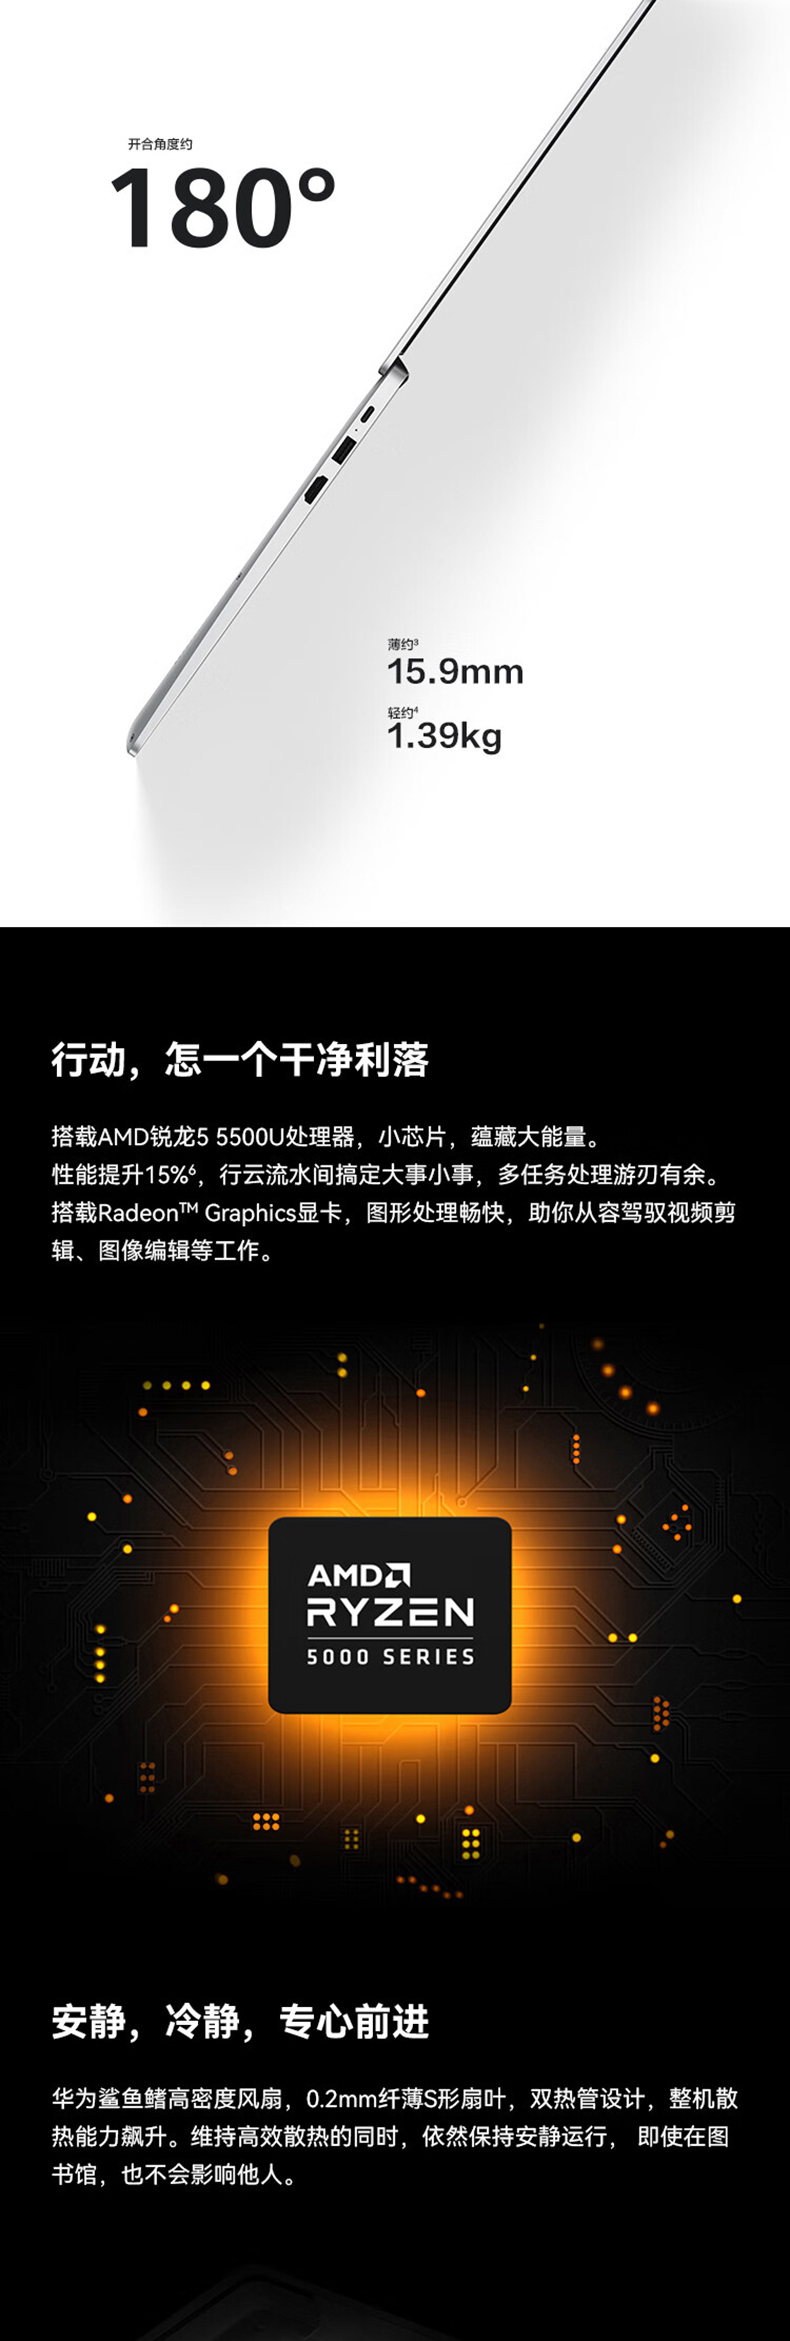 开合角度约
180°
薄约³
15.9mm
轻约⁴
1.39kg
行动，怎一个干净利落
搭载AMD锐龙5 5500U处理器，小芯片，蕴藏大能量。
性能提升15%⁶，行云流水间搞定大事小事，多任务处理游刃有余。
搭载Radeon™ Graphics显卡，图形处理畅快，助你从容驾驭视频剪
辑、图像编辑等工作。
AMD
RYZEN
5000 SERIES
安静，冷静，专心前进
华为鲨鱼鳍高密度风扇，0.2mm纤薄S形扇叶，双热管设计，整机散
热能力飙升。维持高效散热的同时，依然保持安静运行， 即使在图
书馆，也不会影响他人。